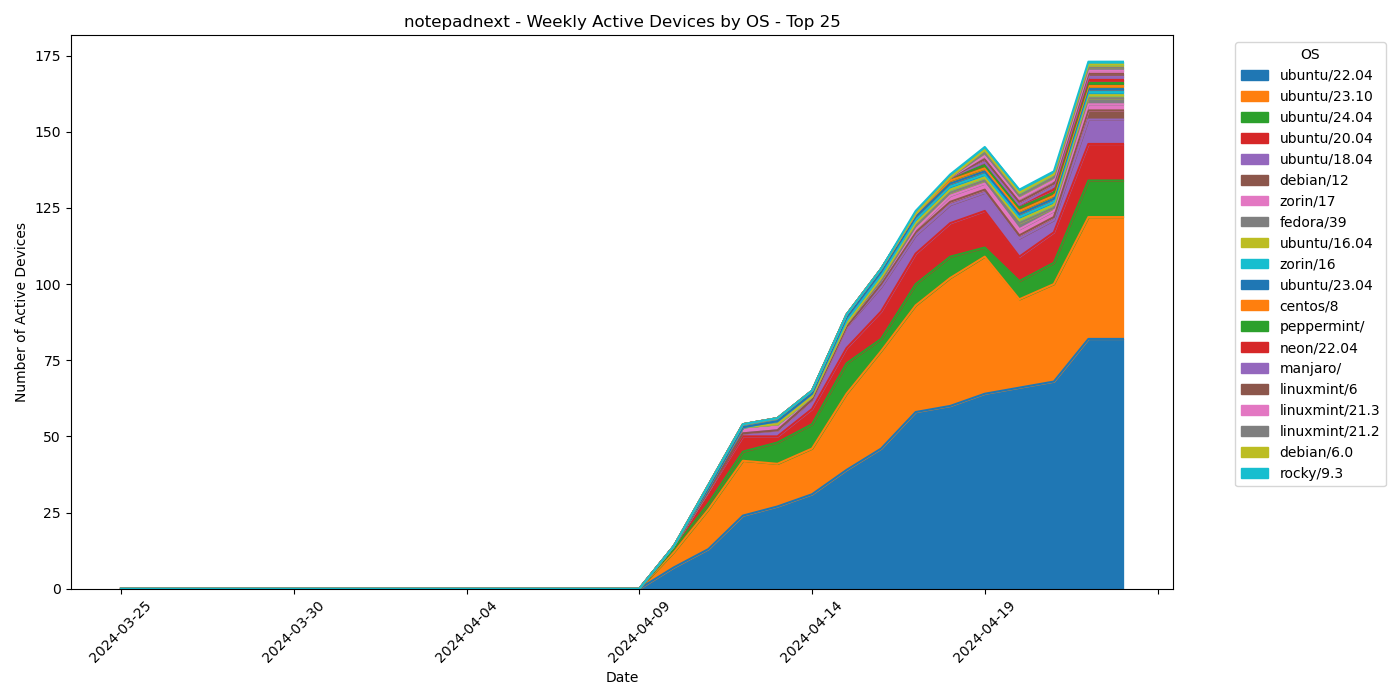 notepadnext - Weekly Active Devices by OS - Top 25
175
150
125
100
75
50
25
0
Number of Active Devices
2024-03-25
2024-03-30
2024-04-04
2024-04-09
2024-04-14
2024-04-19
Date
OS
ubuntu/22.04
ubuntu/23.10
ubuntu/24.04
ubuntu/20.04
ubuntu/18.04
debian/12
zorin/17
fedora/39
ubuntu/16.04
zorin/16
ubuntu/23.04
centos/8
peppermint/
neon/22.04
manjaro/
linuxmint/6
linuxmint/21.3
linuxmint/21.2
debian/6.0
rocky/9.3